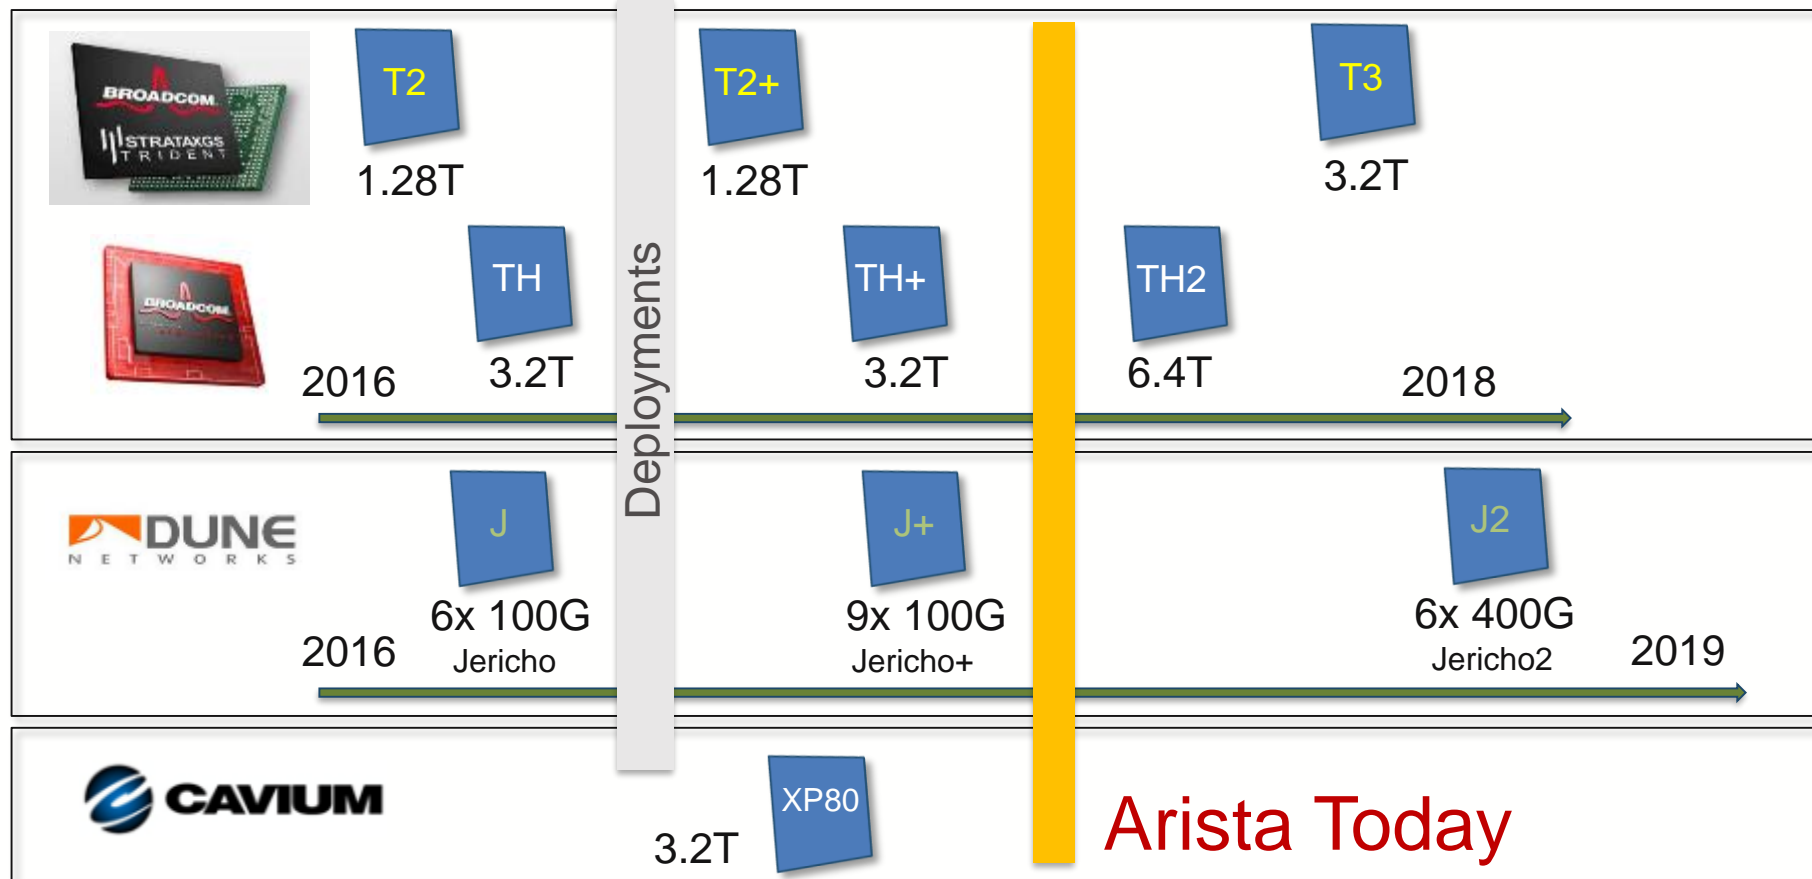 BROADCOM
STRATAXGS
TRIDENT
T2
1.28T
T2+
1.28T
T3
3.2T
BROADCOM
TH
3.2T
TH+
3.2T
TH2
6.4T
2016
2018
Deployments
DUNE
NETWORKS
J
6x 100G
Jericho
J+
9x 100G
Jericho+
J2
6x 400G
Jericho2
2016
2019
CAVIUM
XP80
3.2T
Arista Today